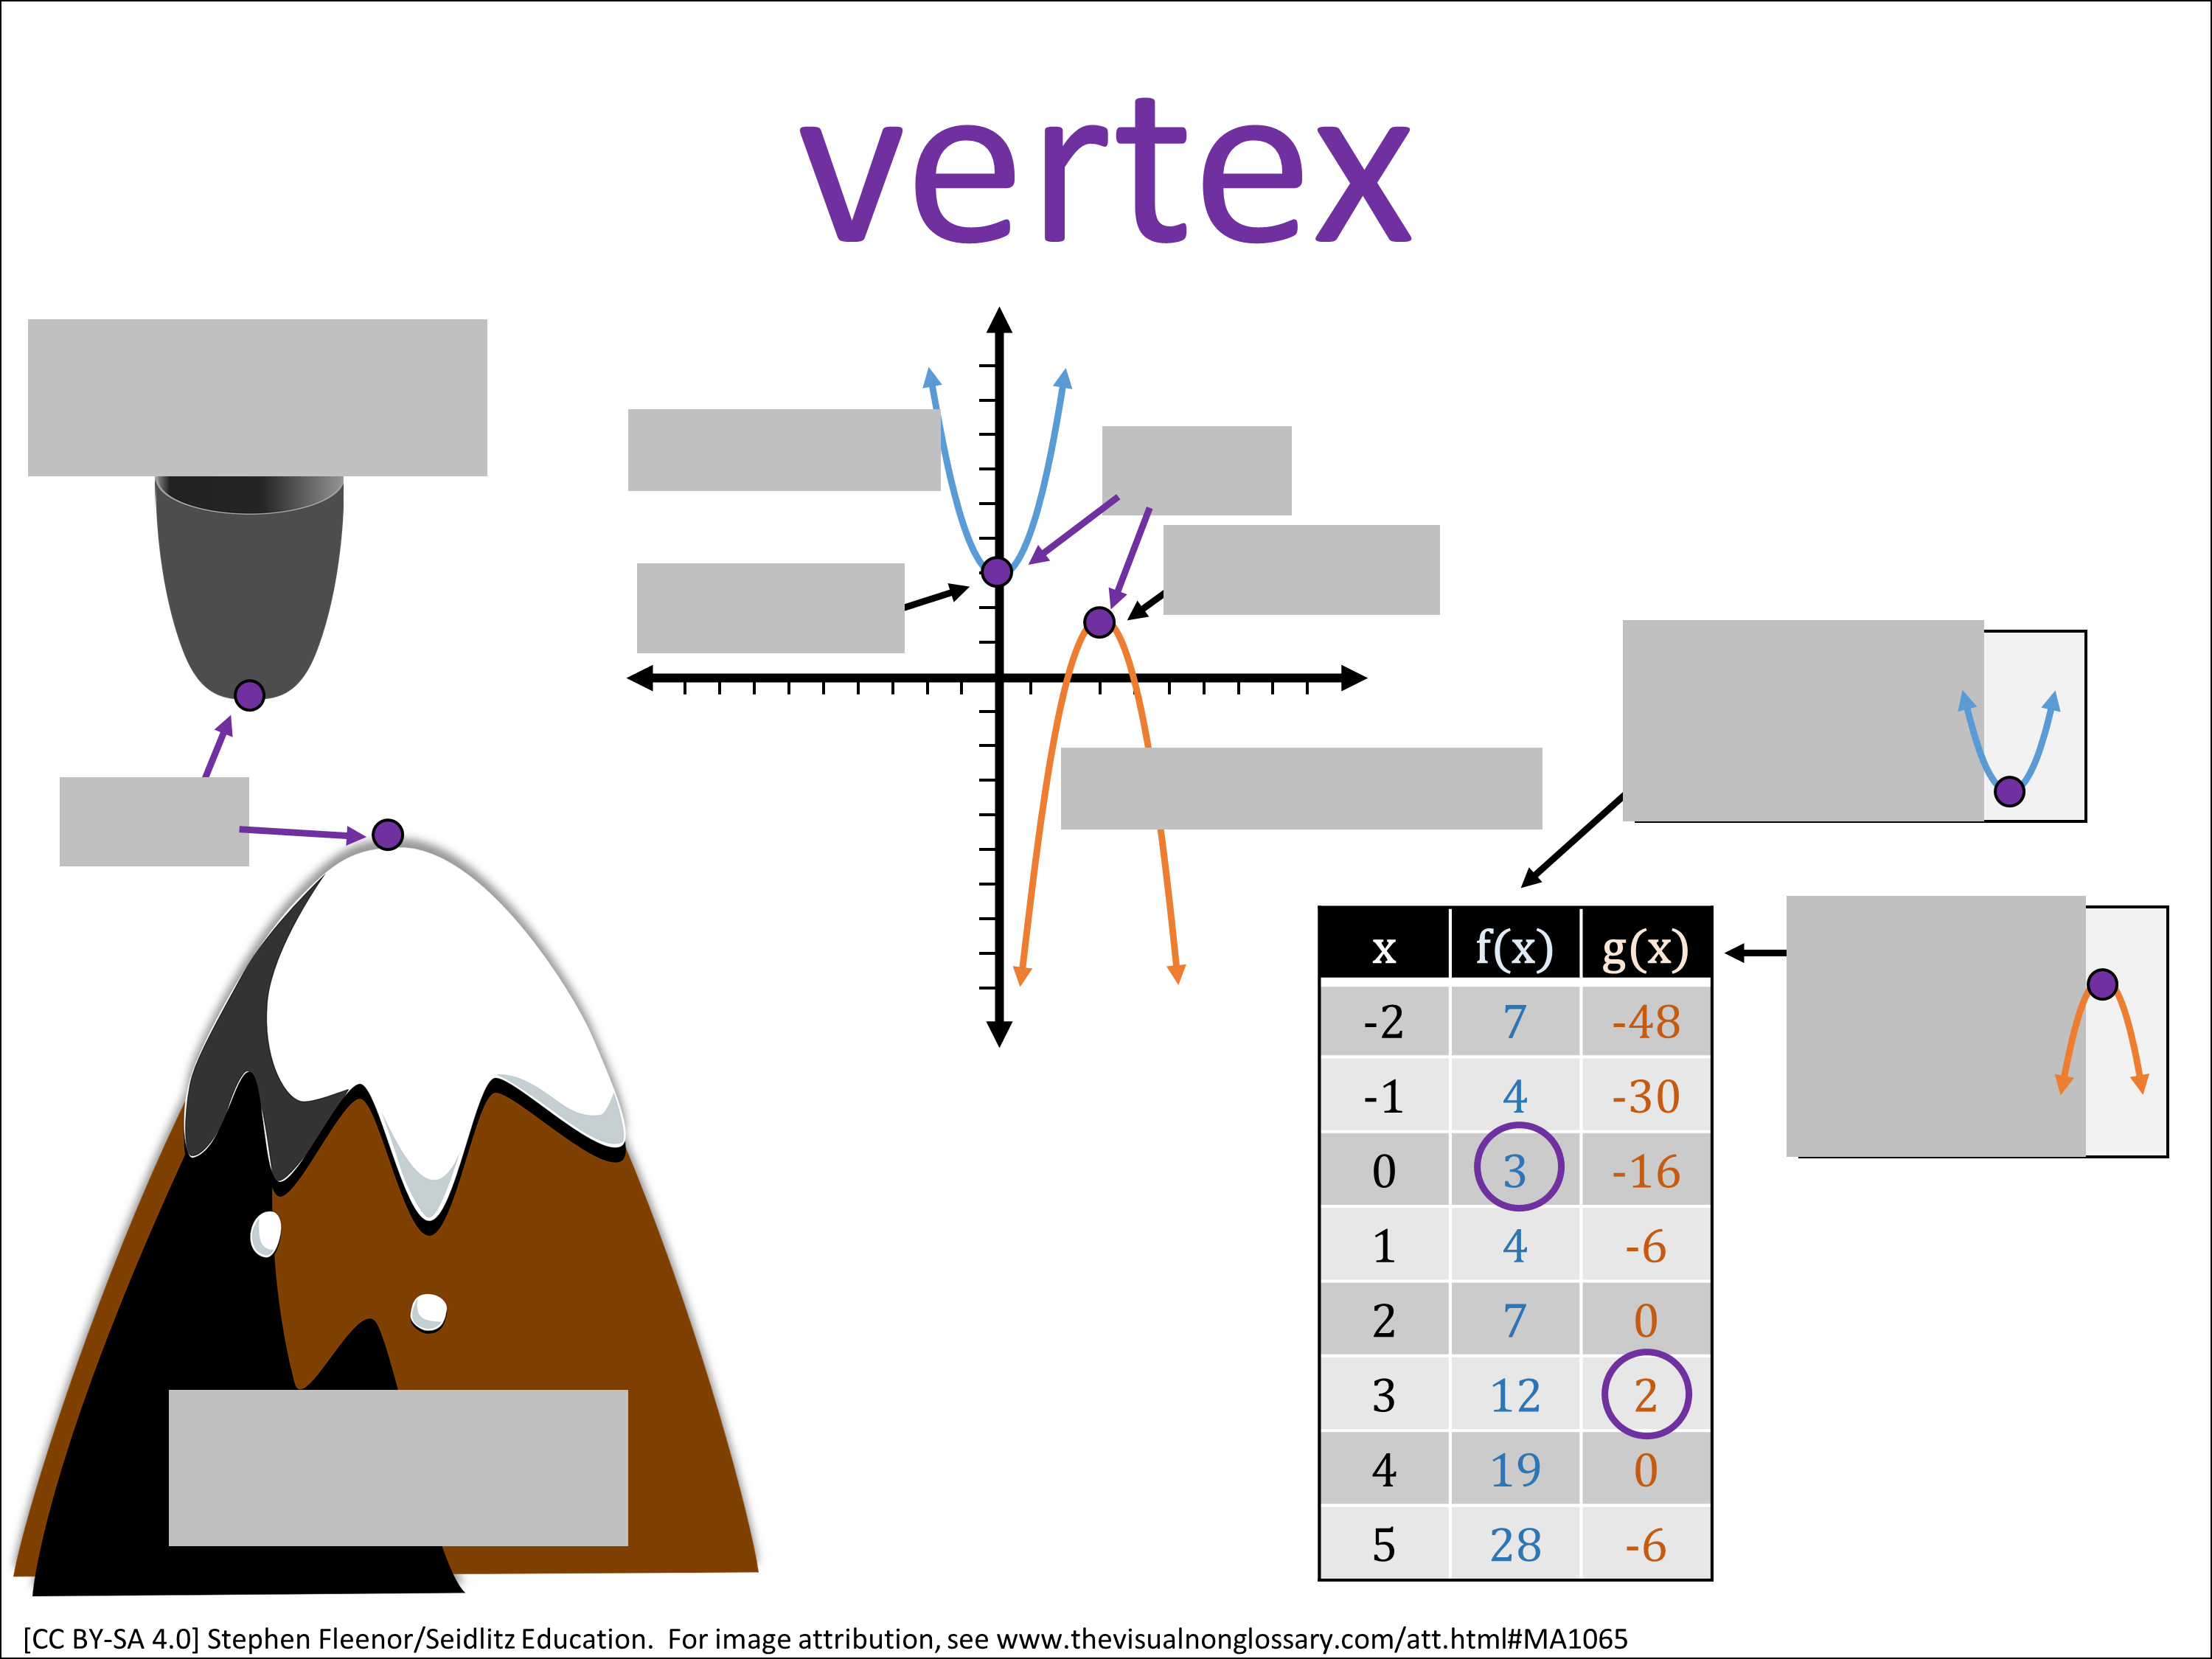 vertex
x f(x) g(x)
-2 7 -48
-1 4 -30
0 3 -16
1 4 -6
2 7 0
3 12 2
4 19 0
5 28 -6
[CC BY-SA 4.0] Stephen Fleenor/Seidlitz Education.  For image attribution, see www.thevisualnonglossary.com/att.html#MA1065